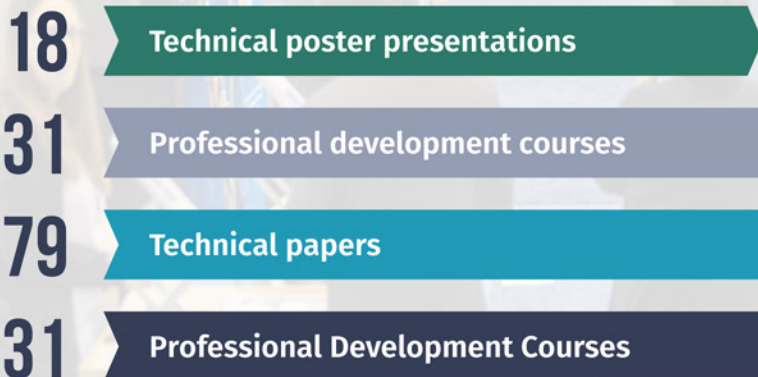 18 Technical poster presentations
31 Professional development courses
79 Technical papers
31 Professional Development Courses